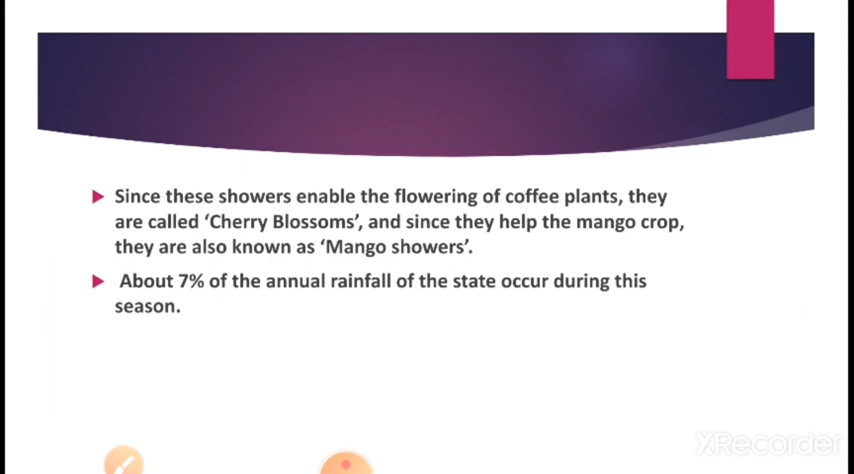 Since these showers enable the flowering of coffee plants, they
are called ‘Cherry Blossoms’, and since they help the mango crop,
they are also known as ‘Mango showers’.
About 7% of the annual rainfall of the state occur during this
season.
XRecorder